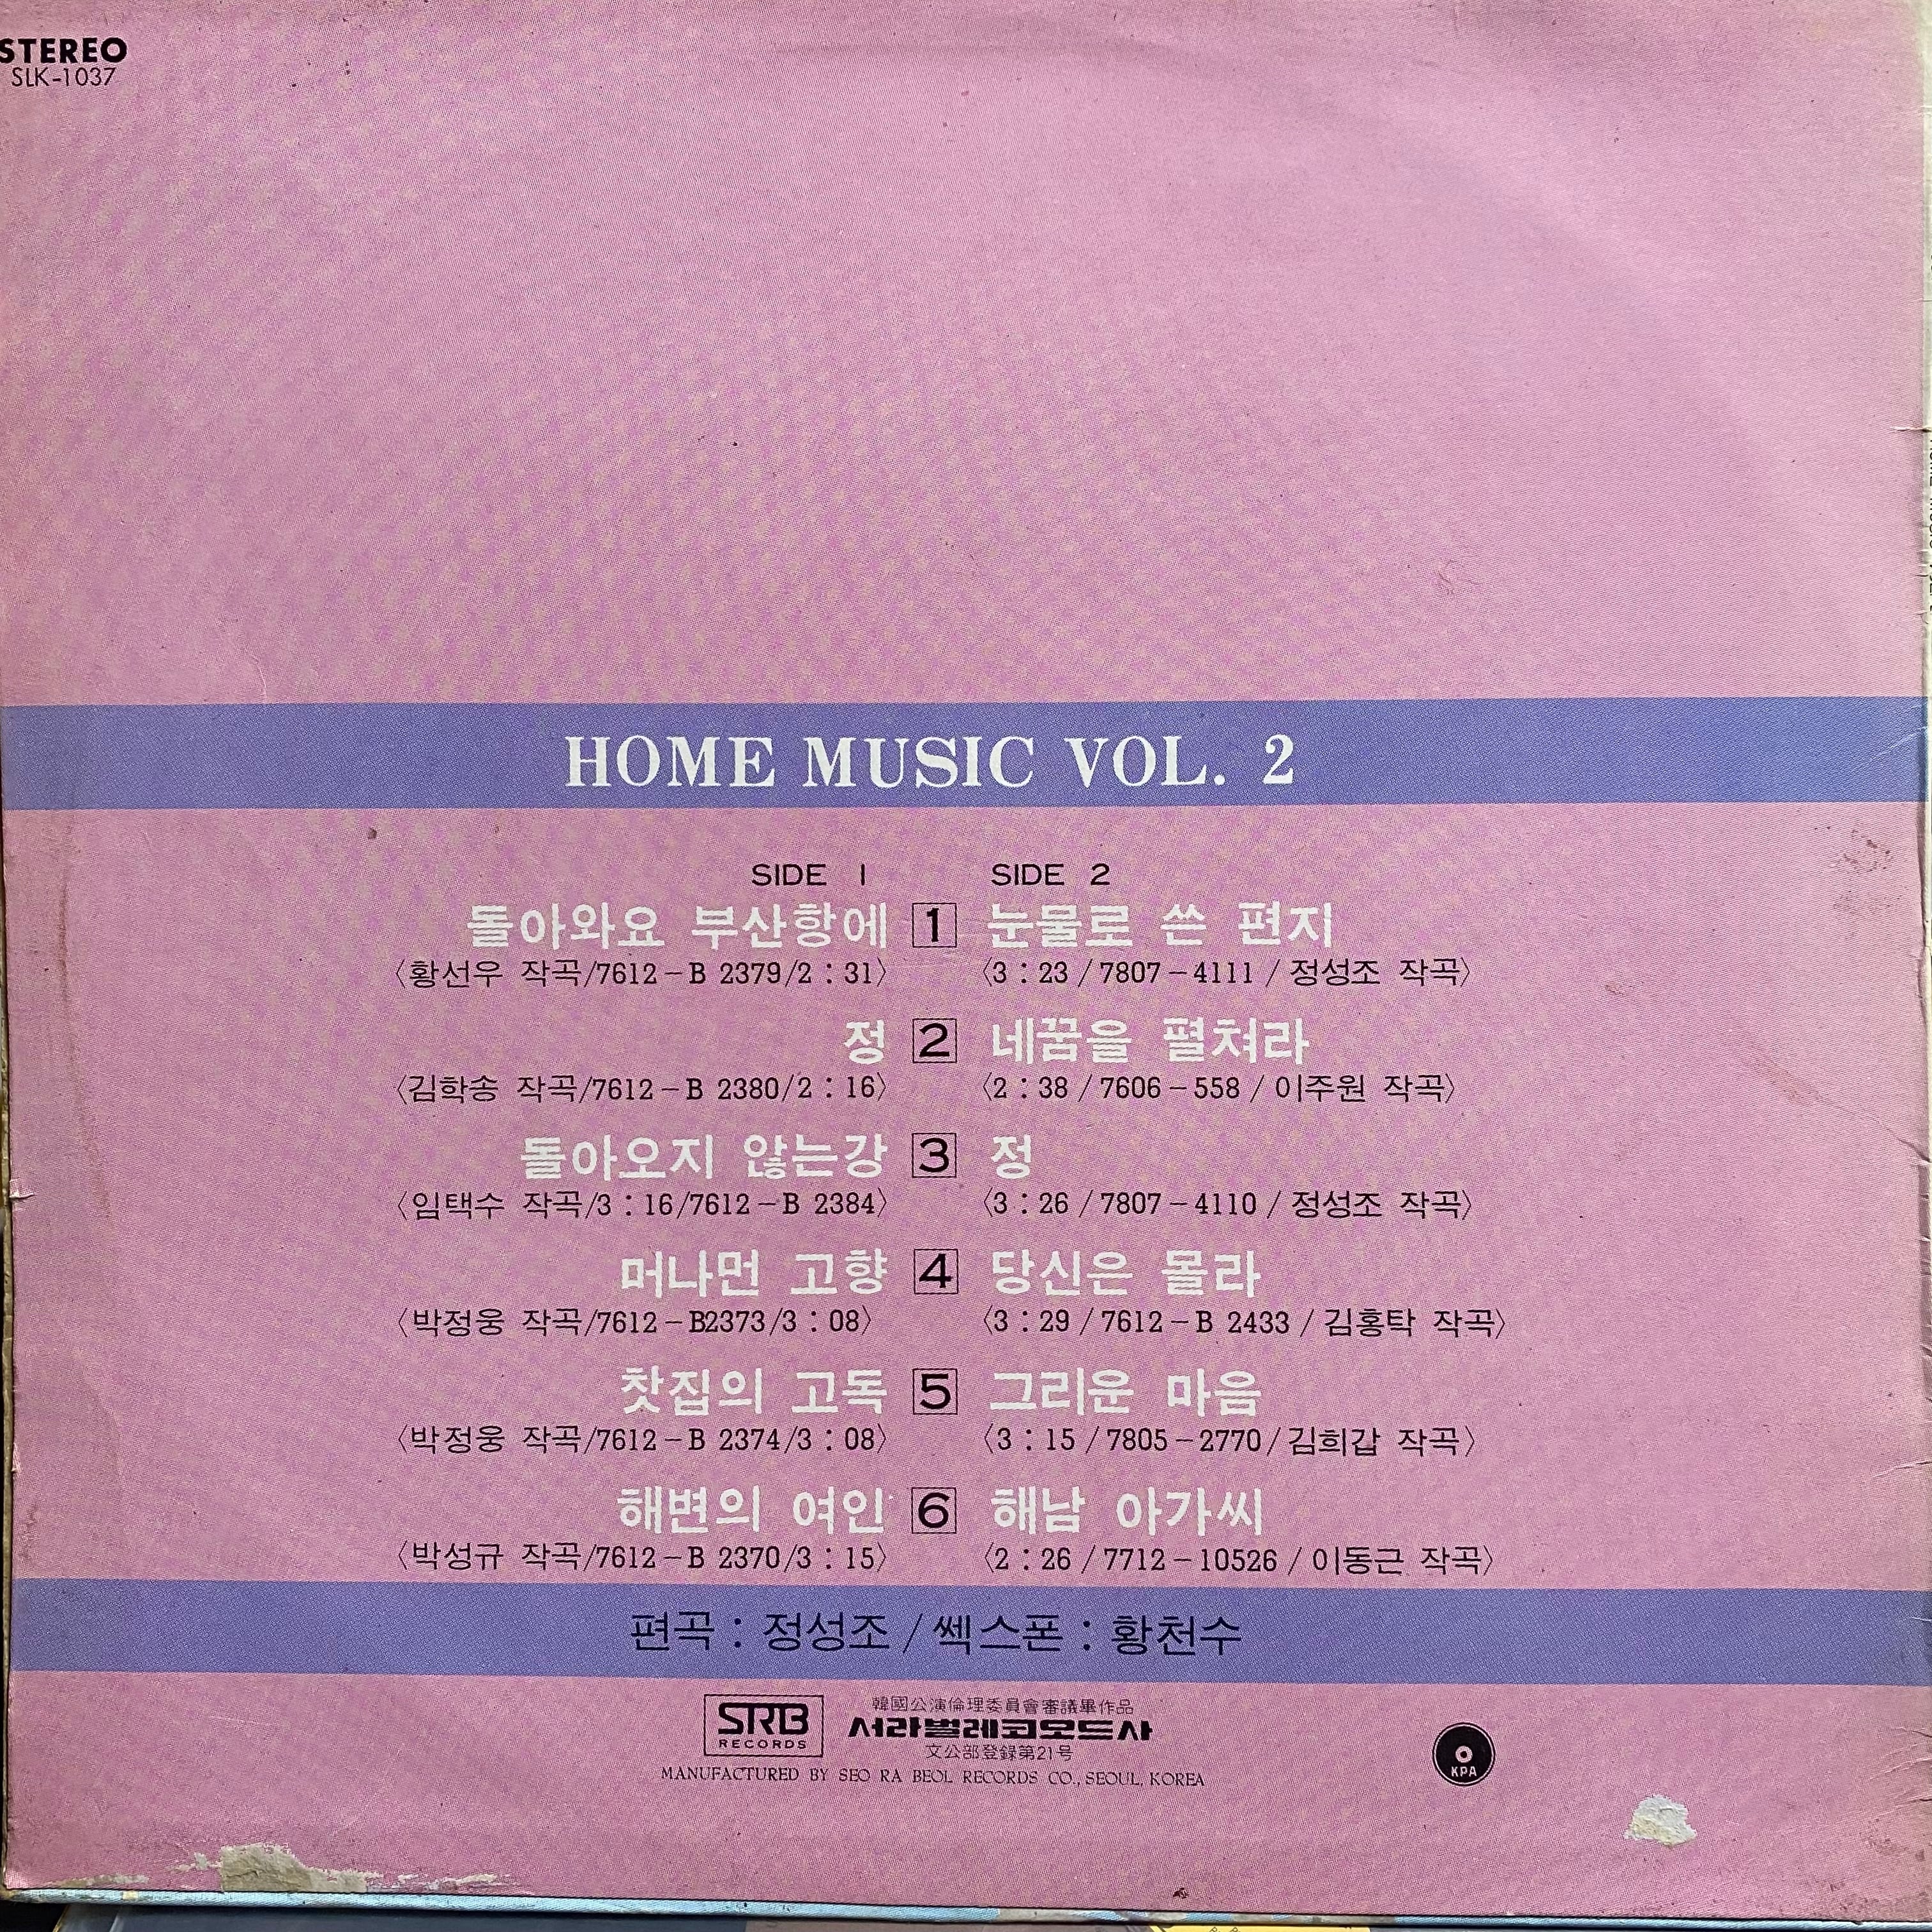 STEREO
SLK-1037
HOME MUSIC VOL. 2
SIDE 1
돌아와요 부산항에 1
〈황선우 작곡/7612-B 2379/2:31〉
정 2
〈김학송 작곡/7612-B 2380/2:16〉
돌아오지 않는강 3
〈임택수 작곡/3:16/7612-B 2384〉
머나먼 고향 4
〈박정웅 작곡/7612-B2373/3:08〉
찻집의 고독 5
〈박정웅 작곡/7612-B 2374/3:08〉
해변의 여인 6
〈박성규 작곡/7612-B 2370/3:15〉
SIDE 2
눈물로 쓴 편지
〈3:23/7807-4111/정성조 작곡〉
네꿈을 펼쳐라
〈2:38/7606-558/이주원 작곡〉
정
〈3:26/7807-4110/정성조 작곡〉
당신은 몰라
〈3:29/7612-B 2433/김홍탁 작곡〉
그리운 마음
〈3:15/7805-2770/김희갑 작곡〉
해남 아가씨
〈2:26/7712-10526/이동근 작곡〉
편곡:정성조/쎅스폰:황천수
SRB
RECORDS
韓國公演倫理委員會審議畢作品
서라벌레코오드사
文公部登録第21号
MANUFACTURED BY SEO RA BEOL RECORDS CO., SEOUL, KOREA
KPA